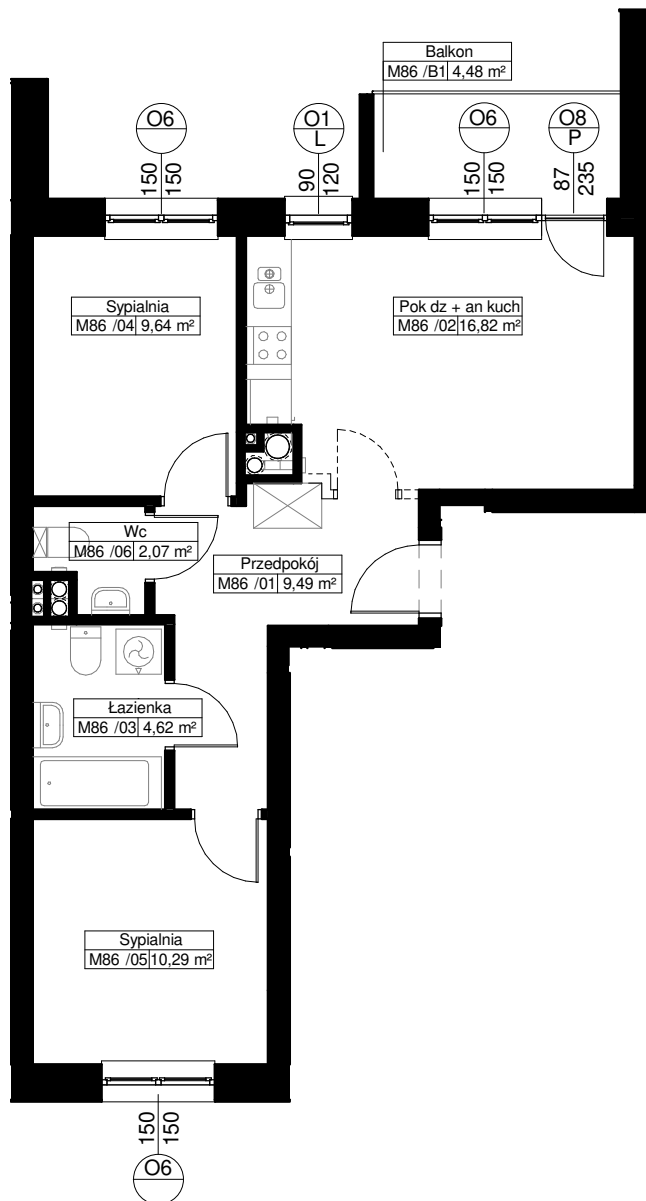 Balkon
M86 /B1 4,48 m²
O6
150
150
O1
L
90
120
O6
150
150
O8
P
87
235
Sypialnia
M86 /04 9,64 m²
Pok dz + an kuch
M86 /02 16,82 m²
Wc
M86 /06 2,07 m²
Przedpokój
M86 /01 9,49 m²
Łazienka
M86 /03 4,62 m²
Sypialnia
M86 /05 10,29 m²
150
150
O6